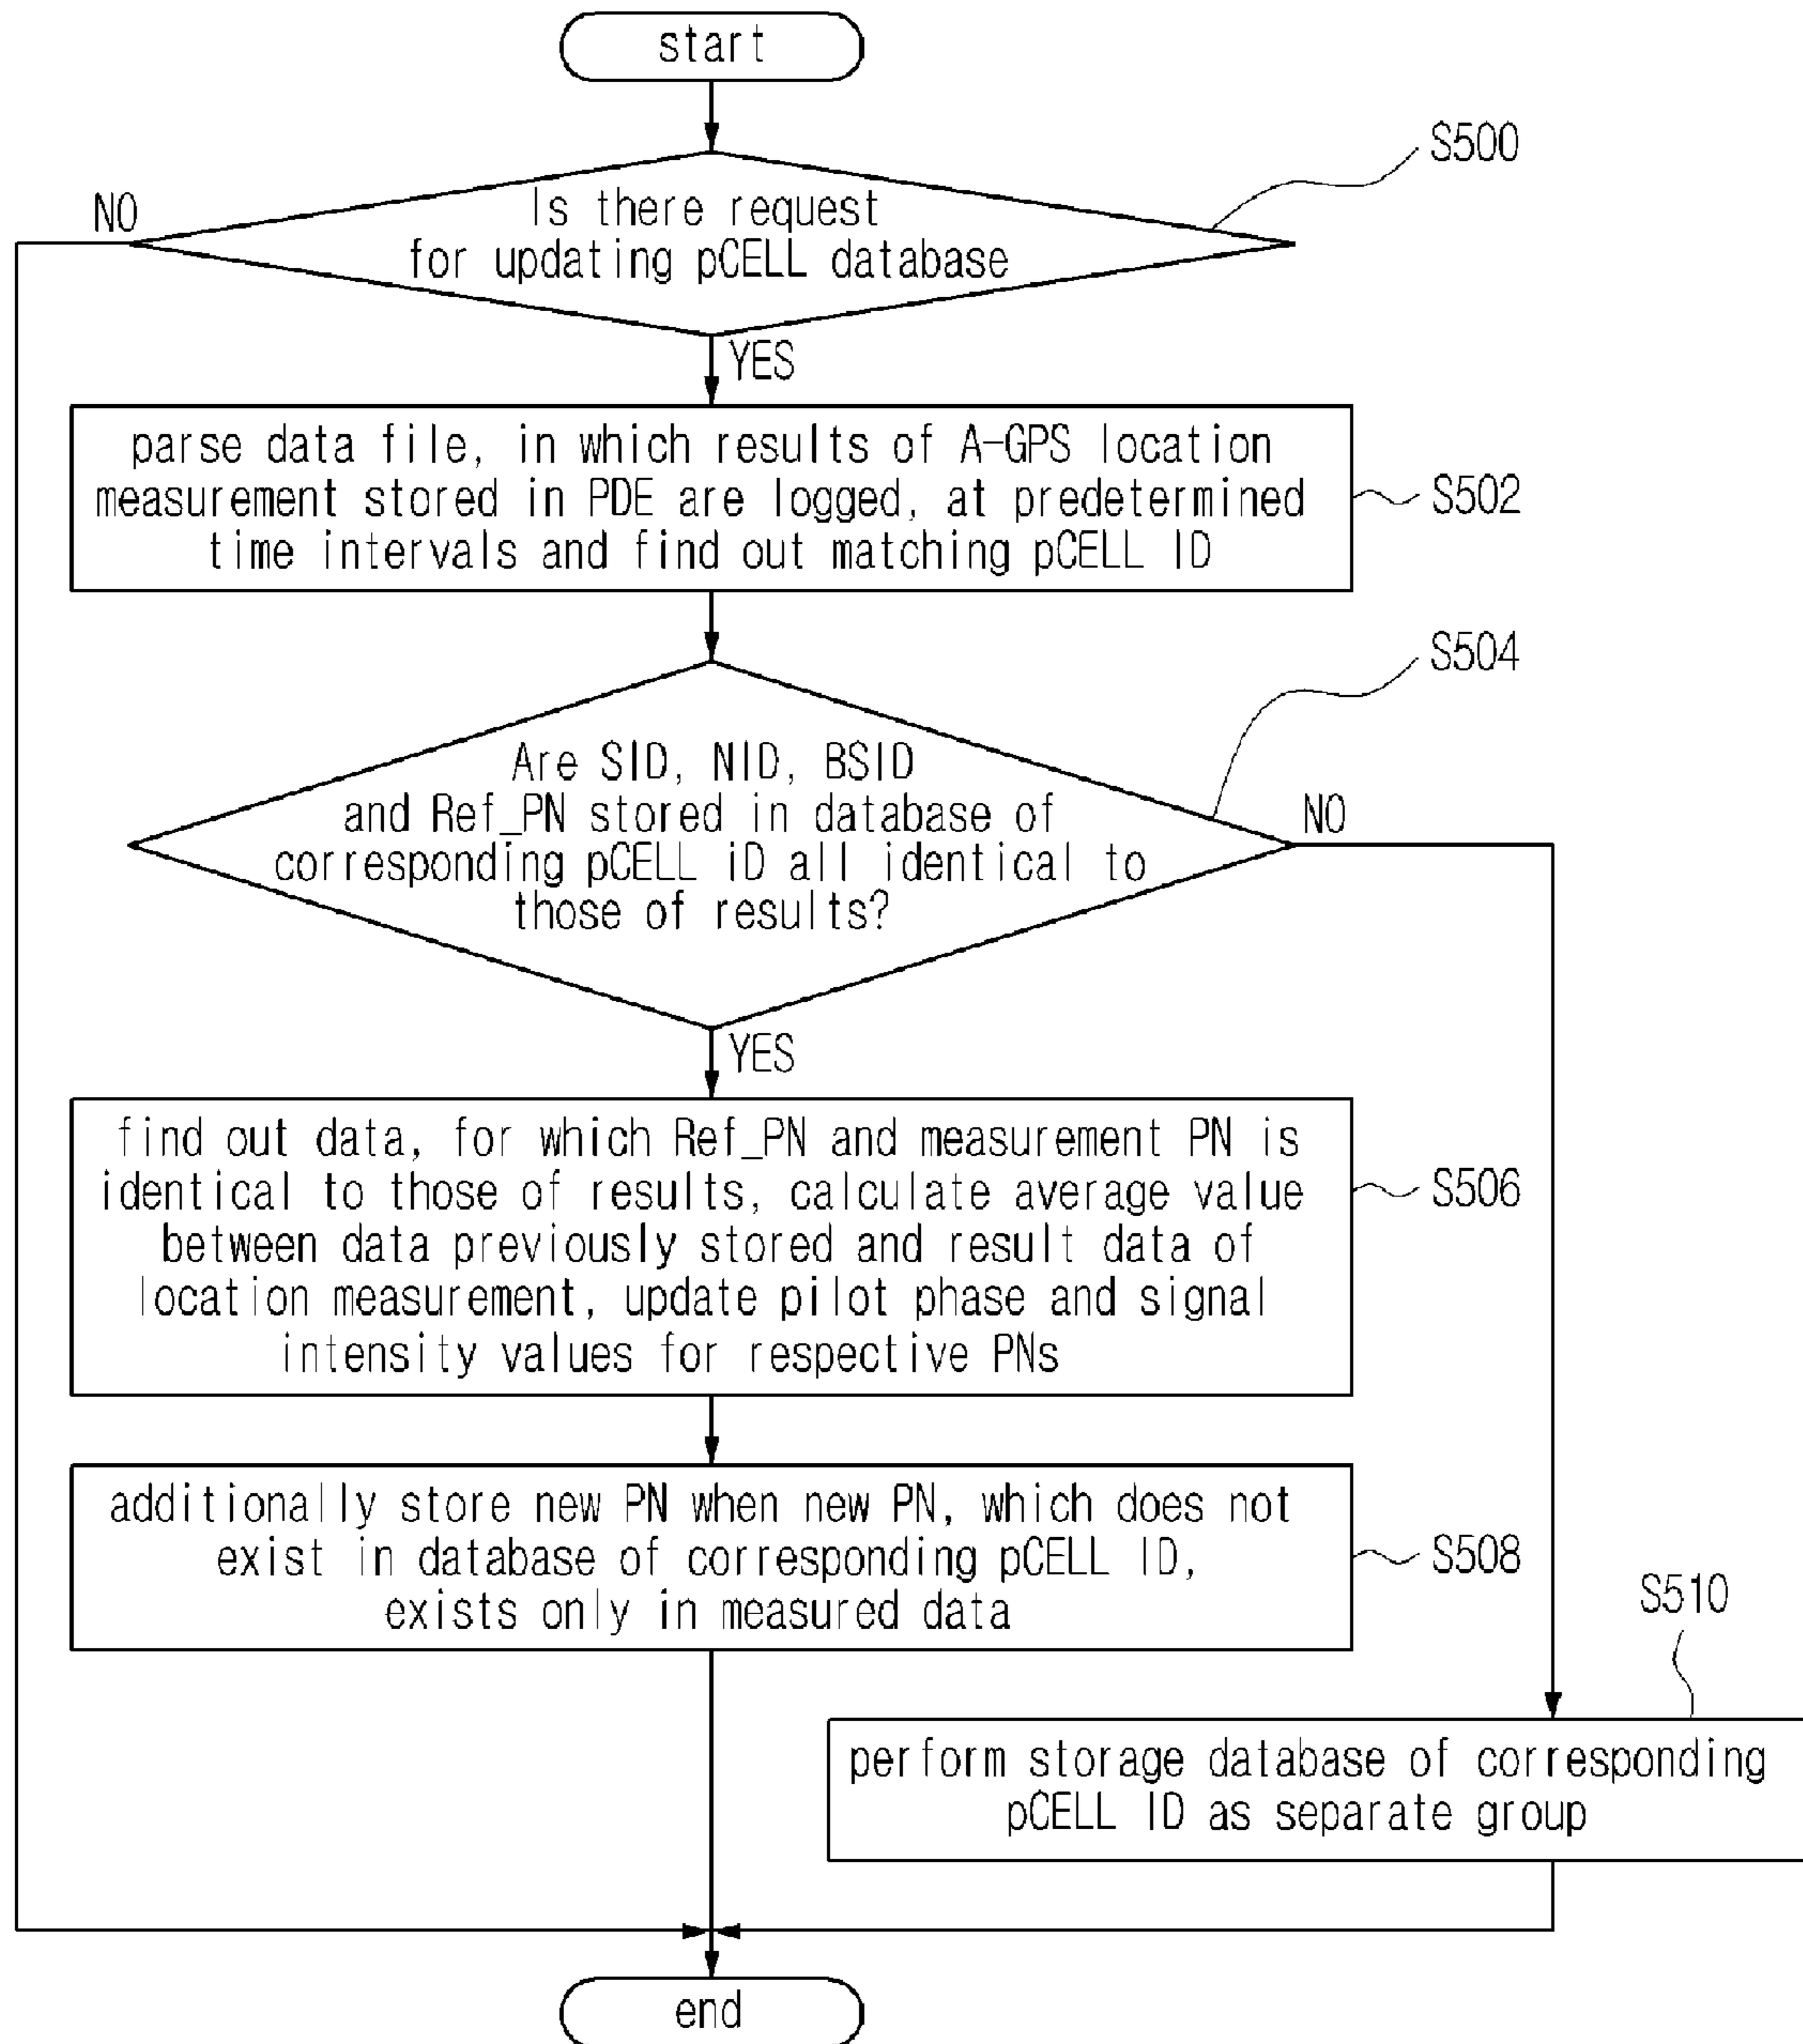 start
S500
NO
Is there request
for updating pCELL database
YES
parse data file, in which results of A-GPS location
measurement stored in PDE are logged, at predetermined
time intervals and find out matching pCELL ID
S502
S504
Are SID, NID, BSID
and Ref_PN stored in database of
corresponding pCELL iD all identical to
those of results?
NO
YES
find out data, for which Ref_PN and measurement PN is
identical to those of results, calculate average value
between data previously stored and result data of
location measurement, update pilot phase and signal
intensity values for respective PNs
S506
additionally store new PN when new PN, which does not
exist in database of corresponding pCELL ID,
exists only in measured data
S508
S510
perform storage database of corresponding
pCELL ID as separate group
end